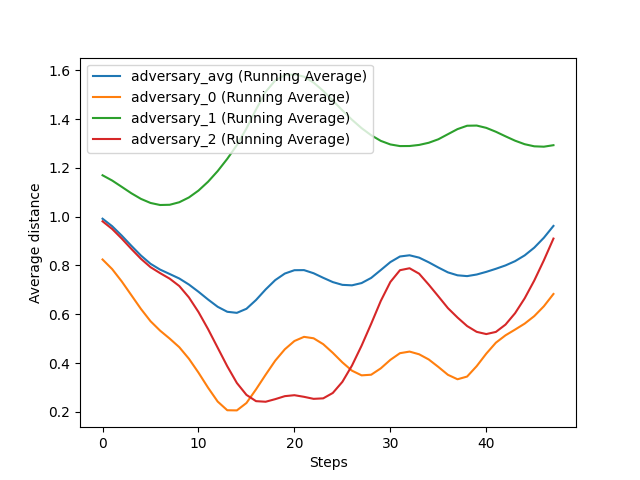 adversary_avg (Running Average)
adversary_0 (Running Average)
adversary_1 (Running Average)
adversary_2 (Running Average)
1.6
1.4
1.2
1.0
0.8
0.6
0.4
0.2
Average distance
0 10 20 30 40
Steps